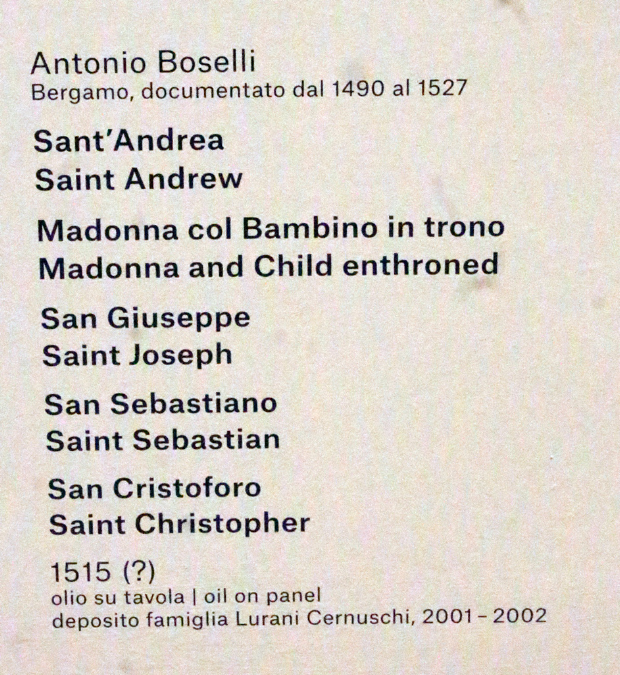 Antonio Boselli
Bergamo, documentato dal 1490 al 1527
Sant'Andrea
Saint Andrew
Madonna col Bambino in trono
Madonna and Child enthroned
San Giuseppe
Saint Joseph
San Sebastiano
Saint Sebastian
San Cristoforo
Saint Christopher
1515 (?)
olio su tavola | oil on panel
deposito famiglia Lurani Cernuschi, 2001 – 2002